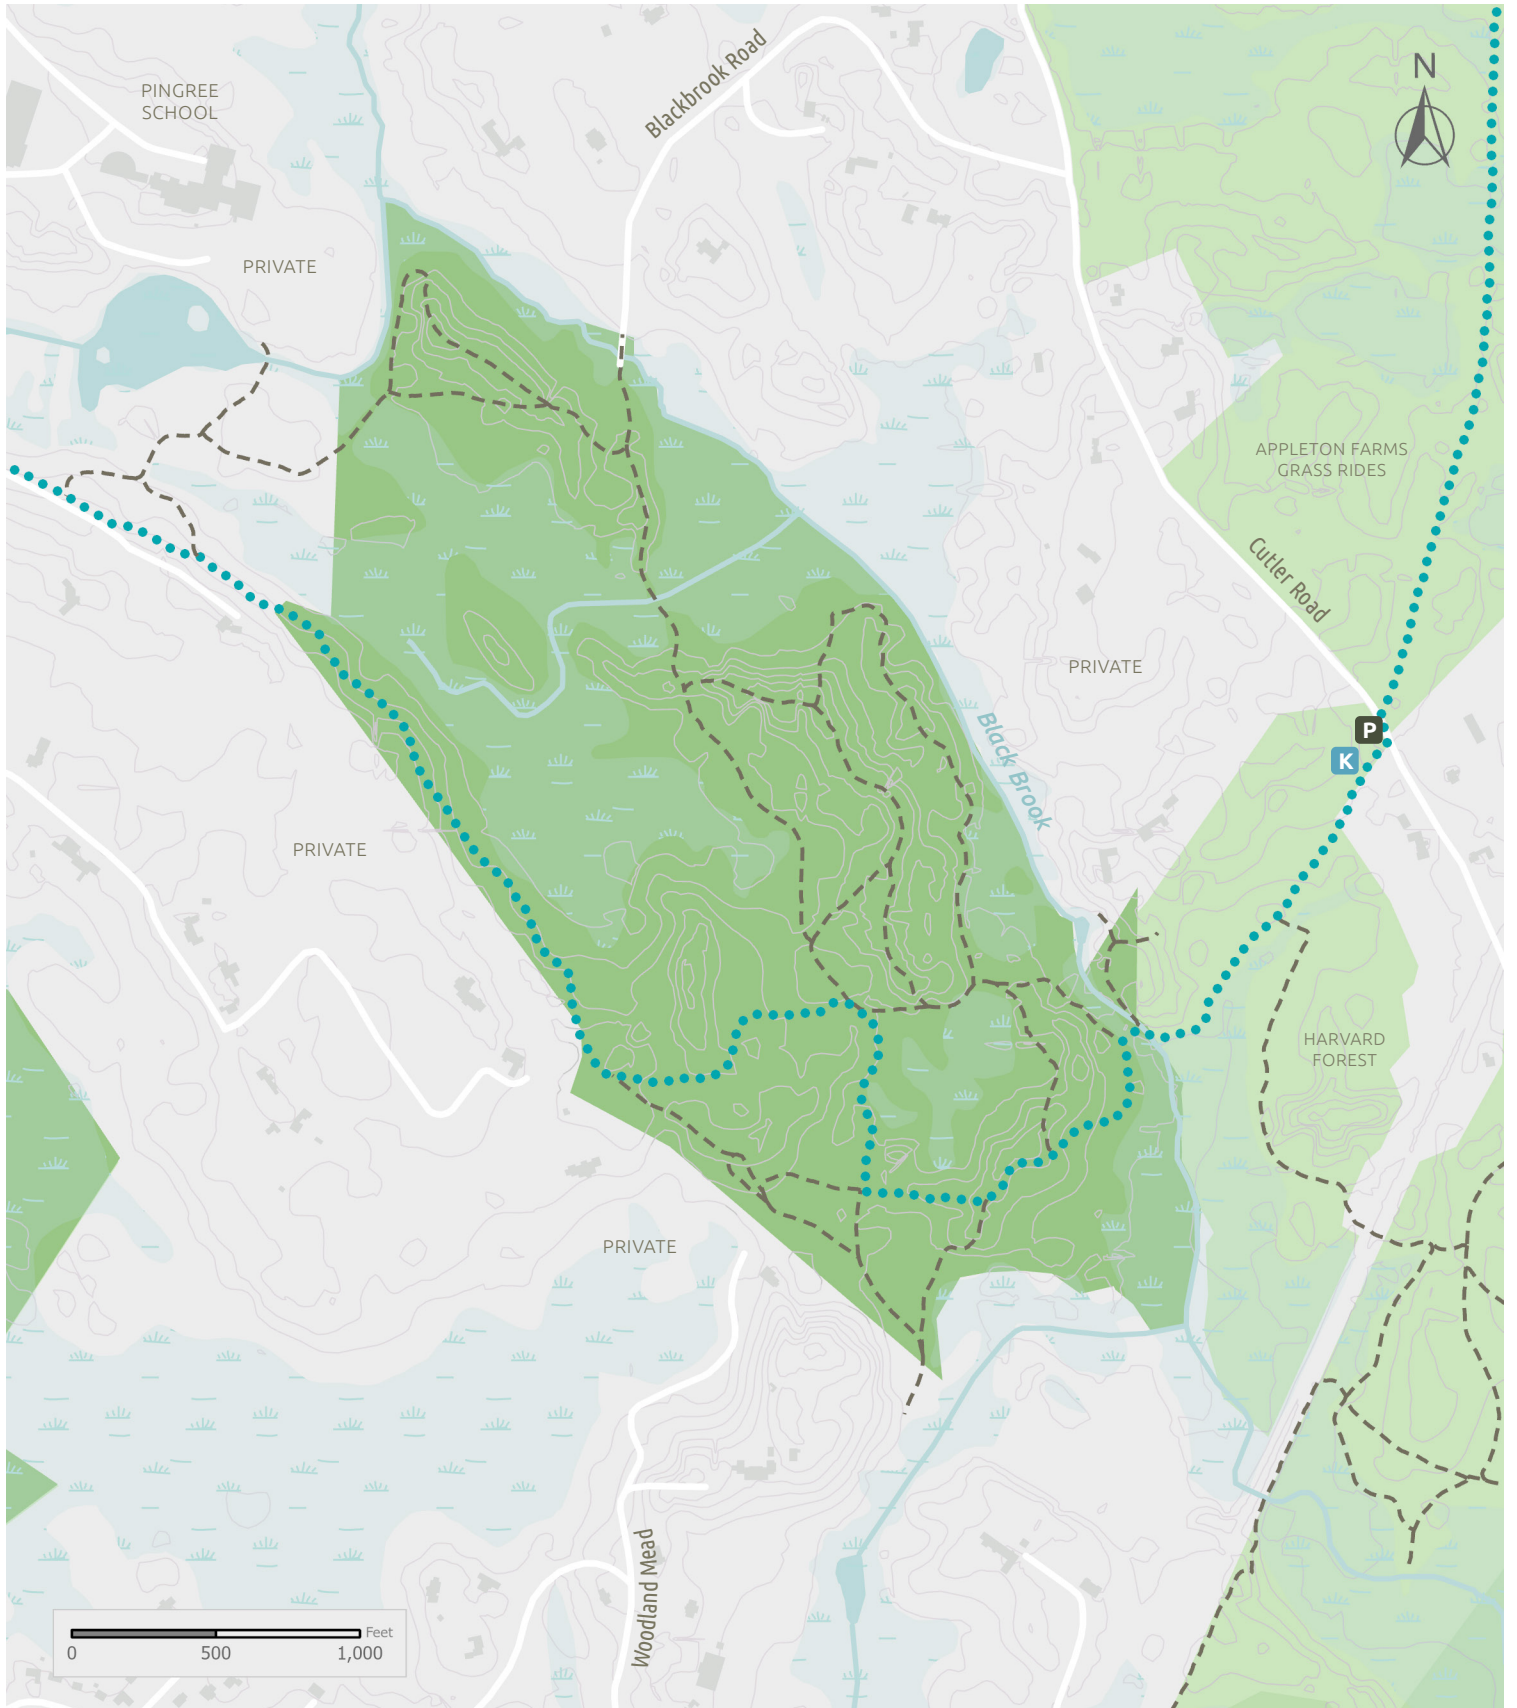 Blackbrook Road
N
PINGREE
SCHOOL
PRIVATE
APPLETON FARMS
GRASS RIDES
Cutler Road
PRIVATE
P
K
Black Brook
PRIVATE
HARVARD
FOREST
PRIVATE
Woodland Mead
Feet
0 500 1,000